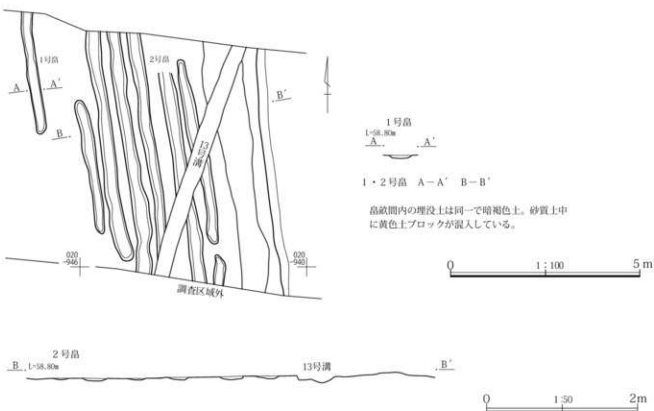 1号畠
2号畠
A A′
B
B′
13号溝
020
-946
020
-940
調査区域外
1号畠
L=58.80m
A A′
1・2号畠 A-A′ B-B′
畠畝間内の埋没土は同一で暗褐色土。砂質土中
に黄色土ブロックが混入している。
0 1:100 5m
2号畠
B L=58.80m 13号溝 B′
0 1:50 2m